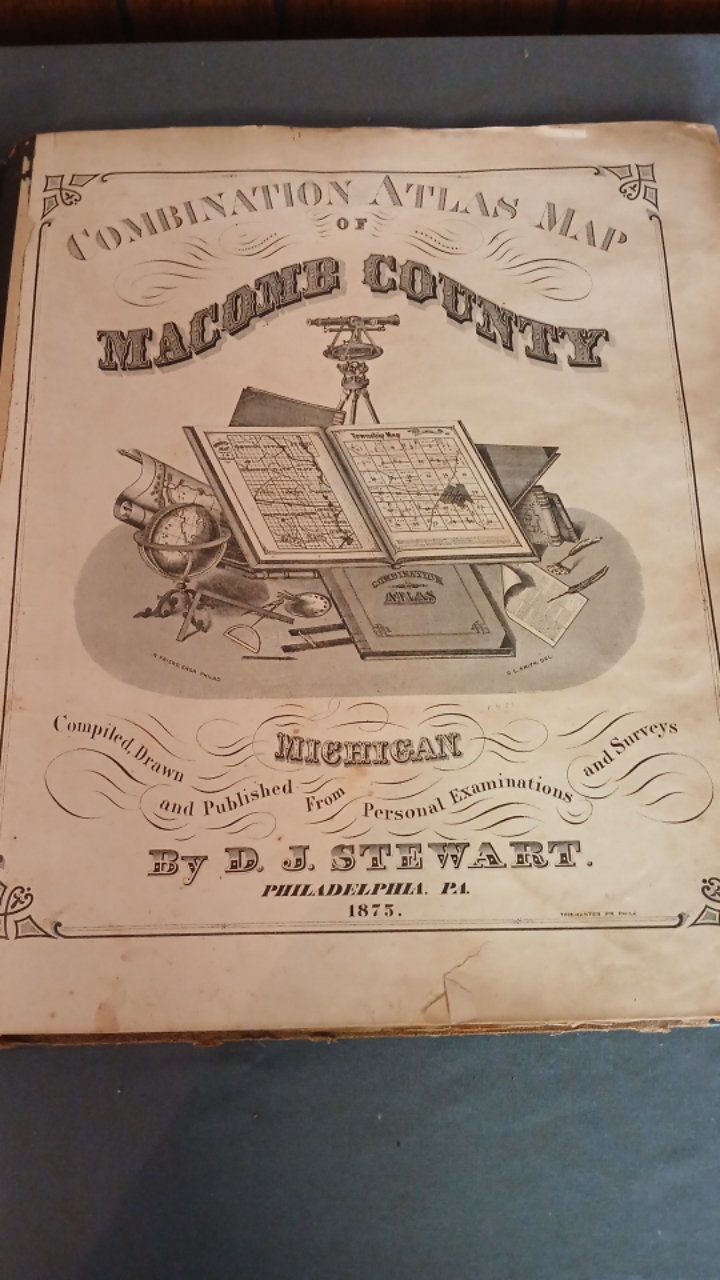 COMBINATION ATLAS MAP
OF
MACOMB COUNTY
Township Map
COMBINATION
ATLAS
MICHIGAN
Compiled, Drawn
and Published From Personal Examinations
and Surveys
By D. J. STEWART.
PHILADELPHIA. PA.
1875.